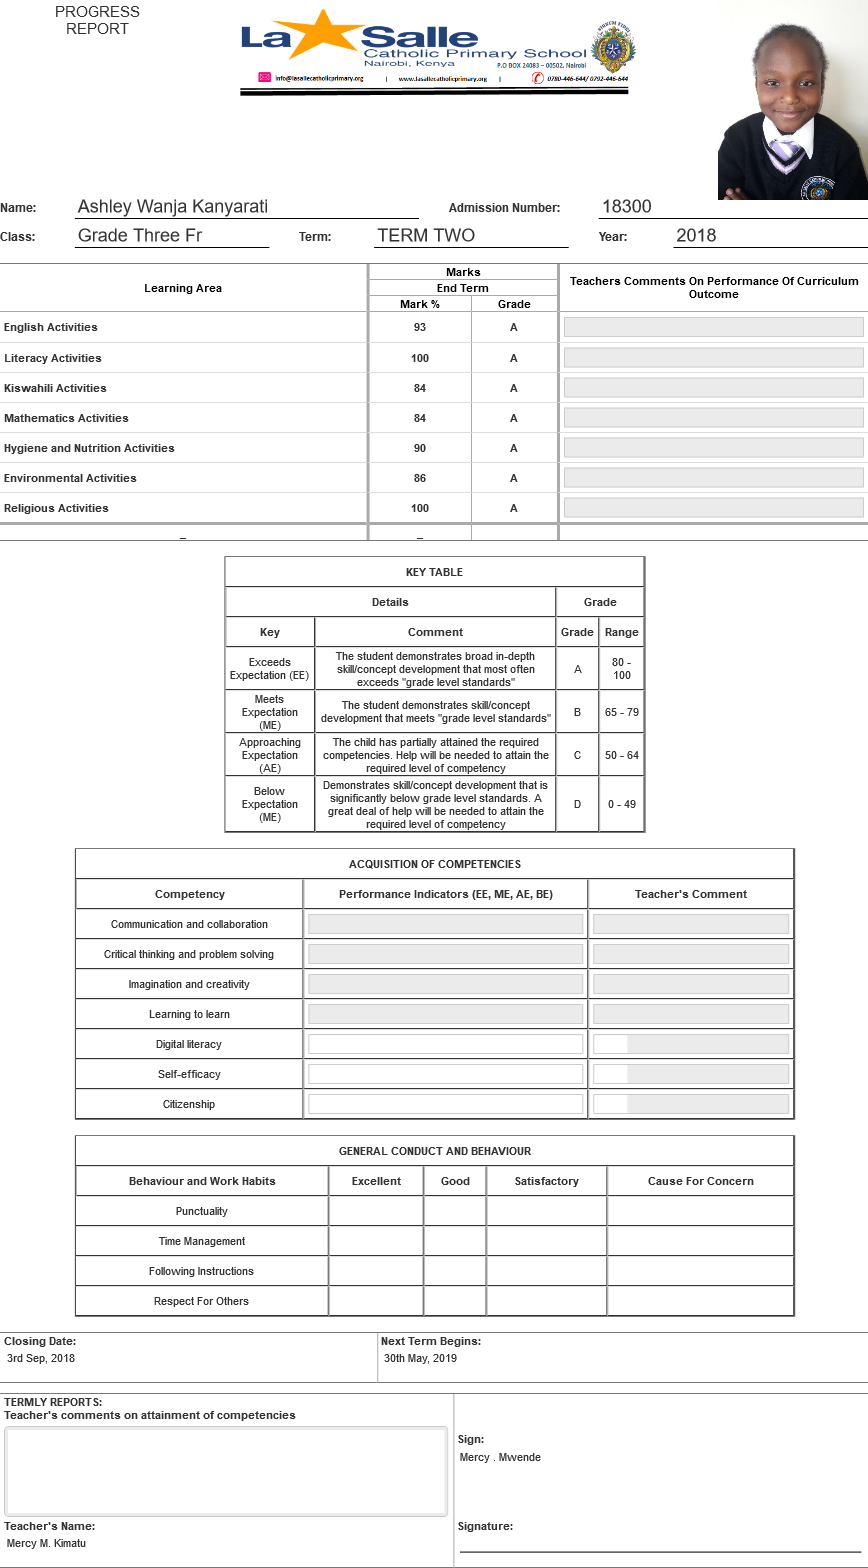 PROGRESS
REPORT
La Salle
Catholic Primary School
Nairobi, Kenya
P.O BOX 24083 – 00502, Nairobi
info@lasallecatholicprimary.org | www.lasallecatholicprimary.org | 0780-446-644/ 0792-446-644
Name: Ashley Wanja Kanyarati Admission Number: 18300
Class: Grade Three Fr Term: TERM TWO Year: 2018
Learning Area Marks Teachers Comments On Performance Of Curriculum Outcome
End Term
Mark % Grade
English Activities 93 A
Literacy Activities 100 A
Kiswahili Activities 84 A
Mathematics Activities 84 A
Hygiene and Nutrition Activities 90 A
Environmental Activities 86 A
Religious Activities 100 A
_ _
KEY TABLE
Details Grade
Key Comment Grade Range
Exceeds Expectation (EE) The student demonstrates broad in-depth skill/concept development that most often exceeds "grade level standards" A 80 - 100
Meets Expectation (ME) The student demonstrates skill/concept development that meets "grade level standards" B 65 - 79
Approaching Expectation (AE) The child has partially attained the required competencies. Help will be needed to attain the required level of competency C 50 - 64
Below Expectation (ME) Demonstrates skill/concept development that is significantly below grade level standards. A great deal of help will be needed to attain the required level of competency D 0 - 49
ACQUISITION OF COMPETENCIES
Competency Performance Indicators (EE, ME, AE, BE) Teacher's Comment
Communication and collaboration
Critical thinking and problem solving
Imagination and creativity
Learning to learn
Digital literacy
Self-efficacy
Citizenship
GENERAL CONDUCT AND BEHAVIOUR
Behaviour and Work Habits Excellent Good Satisfactory Cause For Concern
Punctuality
Time Management
Following Instructions
Respect For Others
Closing Date: Next Term Begins:
3rd Sep, 2018 30th May, 2019
TERMLY REPORTS:
Teacher's comments on attainment of competencies
Sign:
Mercy . Mwende
Teacher's Name: Signature:
Mercy M. Kimatu